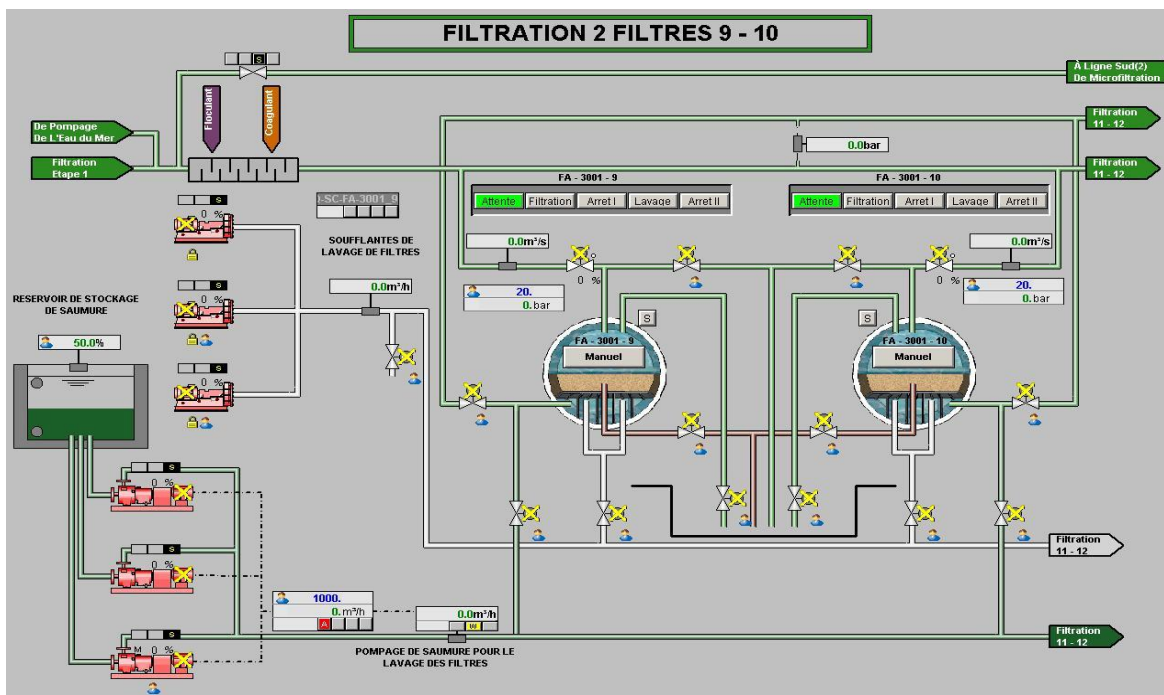 FILTRATION 2 FILTRES 9 - 10
S
À Ligne Sud(2)
De Microfiltration
Floculant
Coagulant
De Pompage
De L'Eau du Mer
Filtration
Etape 1
Filtration
11 - 12
0.0bar
Filtration
11 - 12
FA - 3001 - 9
Attente Filtration Arret I Lavage Arret II
FA - 3001 - 10
Attente Filtration Arret I Lavage Arret II
-SC-FA-3001_9
S
0 %
SOUFFLANTES DE
LAVAGE DE FILTRES
0.0m³/s
0 %
20.
0.bar
0.0m³/s
0 %
20.
0.bar
0.0m³/h
S
0 %
S
0 %
RESERVOIR DE STOCKAGE
DE SAUMURE
50.0%
S
FA - 3001 - 9
Manuel
S
FA - 3001 - 10
Manuel
S
0 %
S
0 %
S
M 0 %
1000.
0.m³/h
A
0.0m³/h
W
POMPAGE DE SAUMURE POUR LE
LAVAGE DES FILTRES
Filtration
11 - 12
Filtration
11 - 12